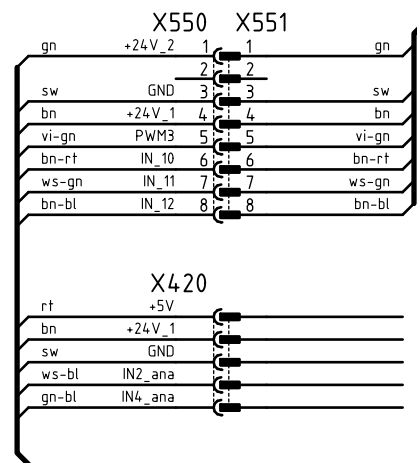 X550 X551
gn +24V_2 1 1 gn
2 2
sw GND 3 3 sw
bn +24V_1 4 4 bn
vi-gn PWM3 5 5 vi-gn
bn-rt IN_10 6 6 bn-rt
ws-gn IN_11 7 7 ws-gn
bn-bl IN_12 8 8 bn-bl
X420
rt +5V
bn +24V_1
sw GND
ws-bl IN2_ana
gn-bl IN4_ana